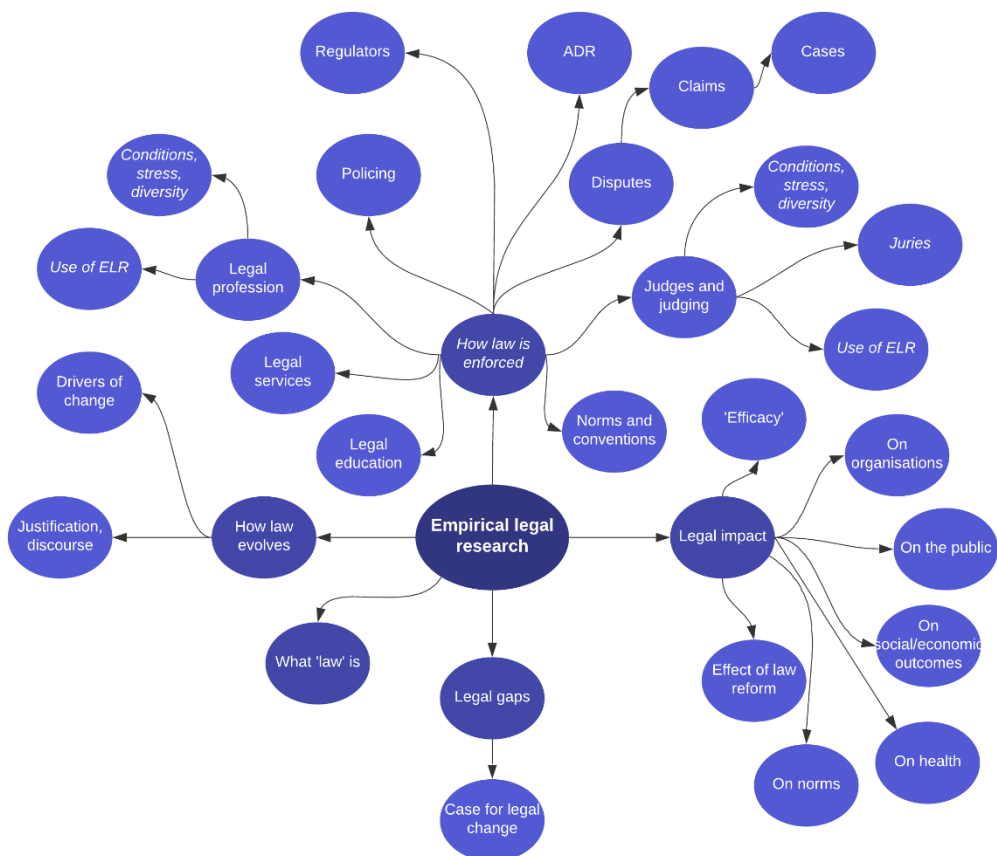 Regulators
ADR
Cases
Claims
Conditions,
stress,
diversity
Policing
Disputes
Conditions,
stress,
diversity
Use of ELR
Legal
profession
Judges and
judging
Juries
How law is
enforced
Use of ELR
Drivers of
change
Legal
services
Legal
education
Norms and
conventions
'Efficacy'
On
organisations
Justification,
discourse
How law
evolves
Empirical legal
research
Legal impact
On the public
What 'law' is
Legal gaps
Effect of law
reform
On
social/economic
outcomes
On norms
On health
Case for legal
change